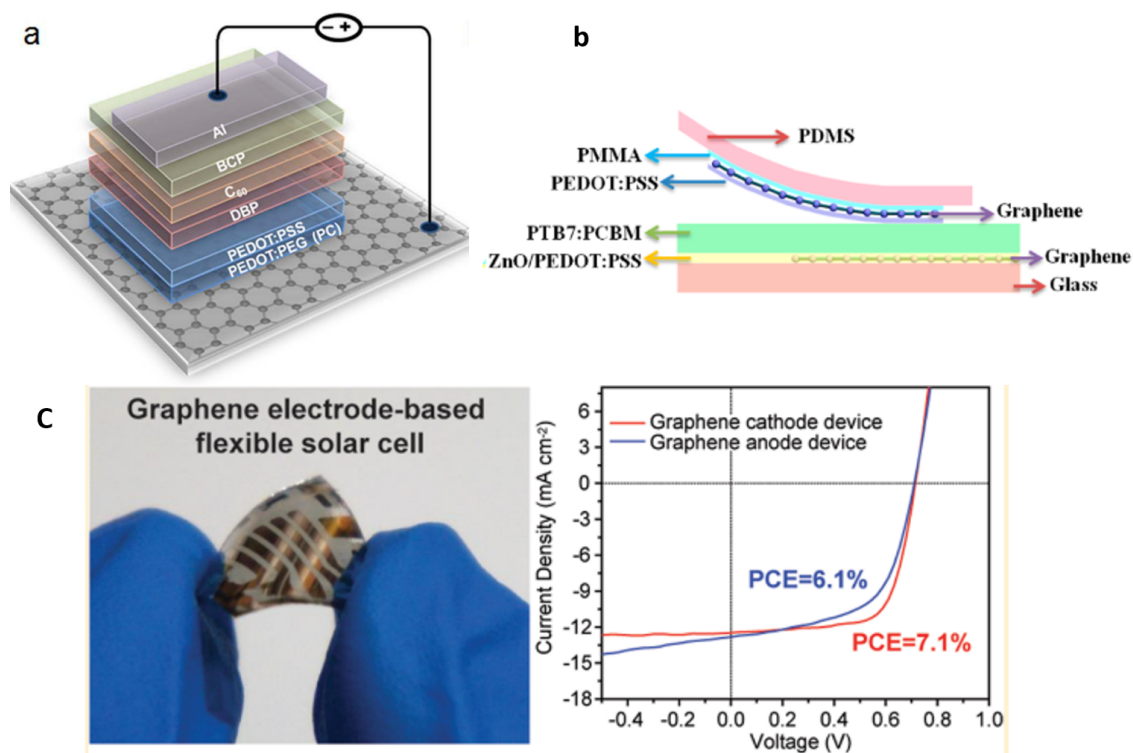 a
− +
Al
BCP
C60
DBP
PEDOT:PSS
PEDOT:PEG (PC)
b
PDMS
PMMA
PEDOT:PSS
Graphene
PTB7:PCBM
ZnO/PEDOT:PSS
Graphene
Glass
C
Graphene electrode-based
flexible solar cell
Graphene cathode device
Graphene anode device
PCE=6.1%
PCE=7.1%
Current Density (mA cm-2)
6
3
0
-3
-6
-9
-12
-15
-18
-0.4 -0.2 0.0 0.2 0.4 0.6 0.8 1.0
Voltage (V)